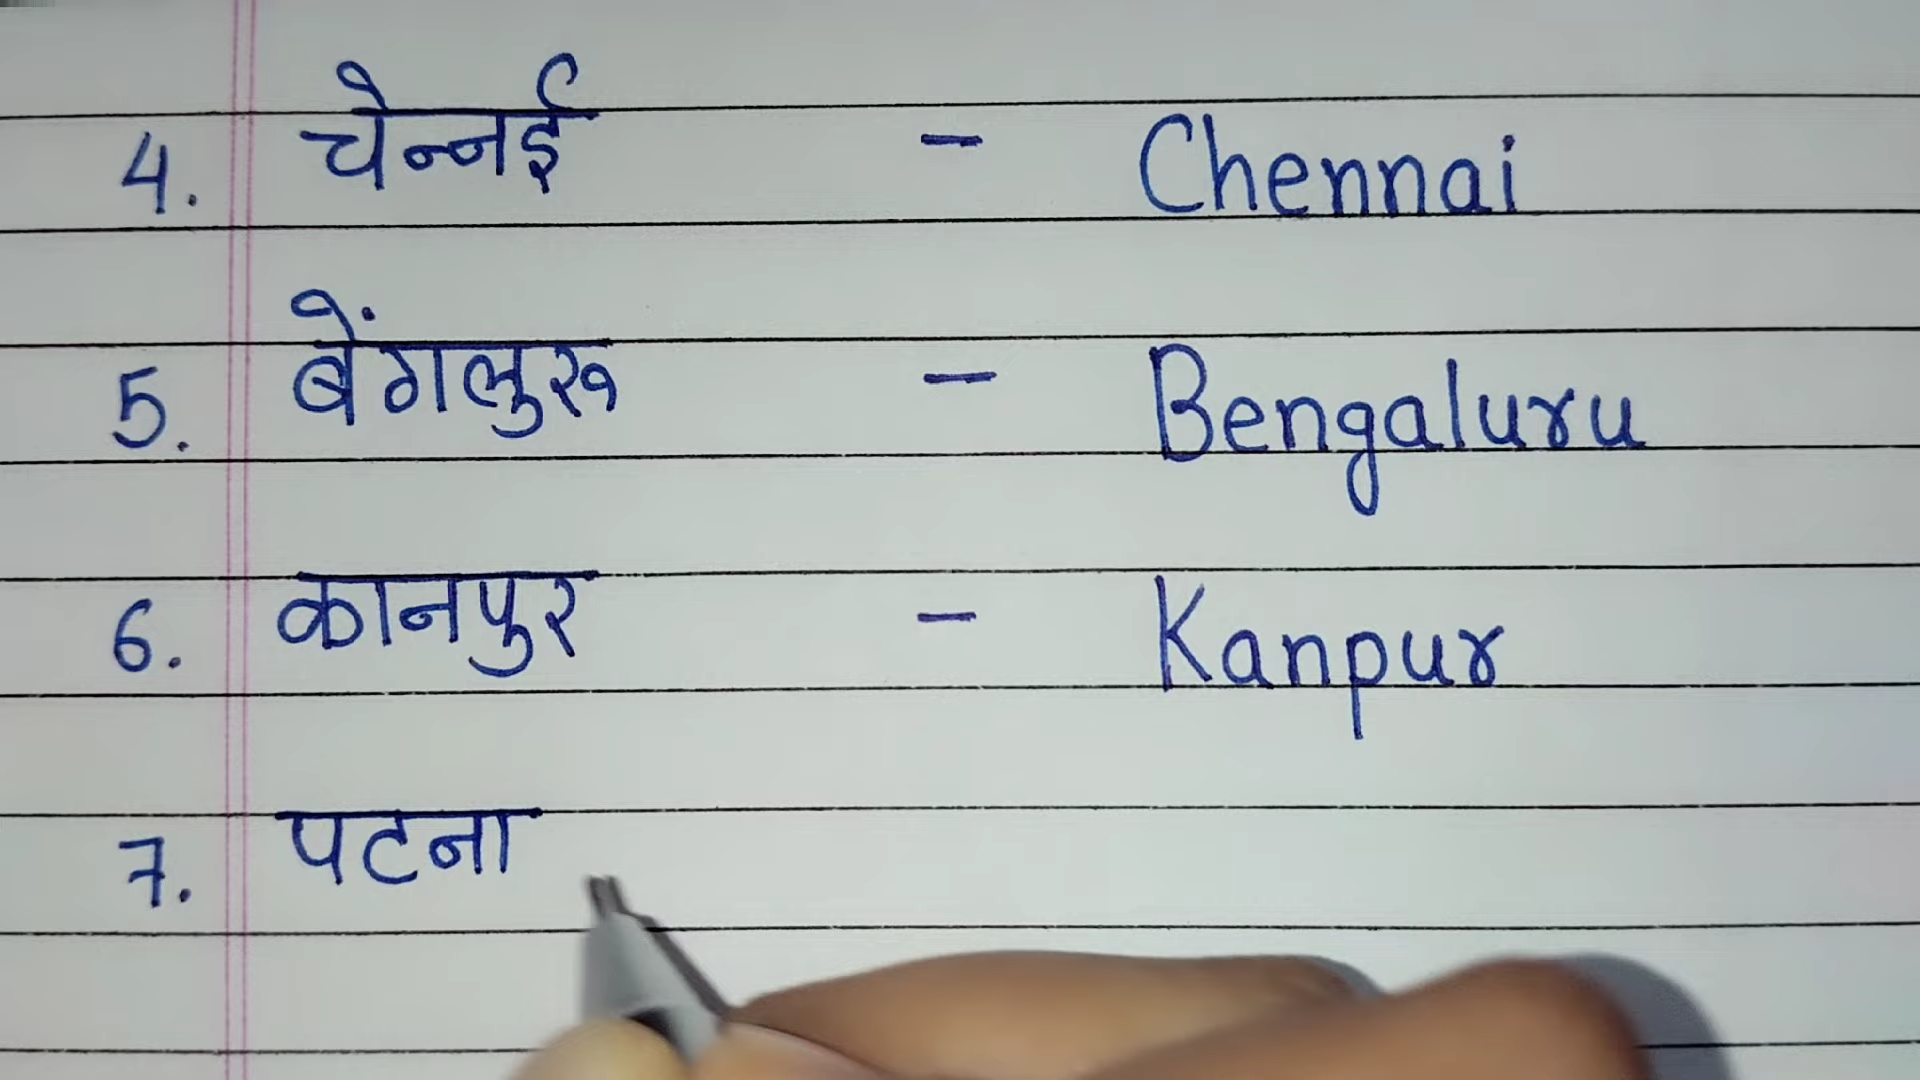 4. चेन्नई - Chennai
5. बेंगलुरू - Bengaluru
6. कानपुर - Kanpur
7. पटना